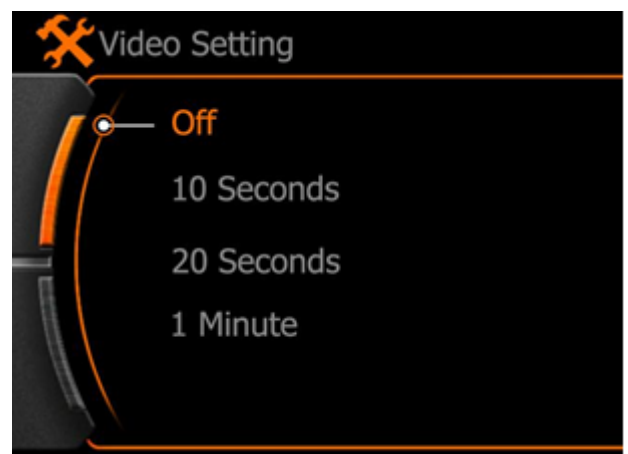 Video Setting
Off
10 Seconds
20 Seconds
1 Minute